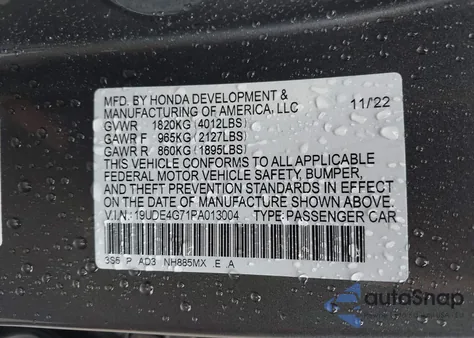 MFD. BY HONDA DEVELOPMENT &
MANUFACTURING OF AMERICA, LLC 11/22
GVWR 1820KG (4012LBS)
GAWR F 965KG (2127LBS)
GAWR R 860KG (1895LBS)
THIS VEHICLE CONFORMS TO ALL APPLICABLE
FEDERAL MOTOR VEHICLE SAFETY, BUMPER,
AND THEFT PREVENTION STANDARDS IN EFFECT
ON THE DATE OF MANUFACTURE SHOWN ABOVE.
V.I.N. 19UDE4G71PA013004 TYPE: PASSENGER CAR
3S5 P AD3 NH885MX E A
autoSnap